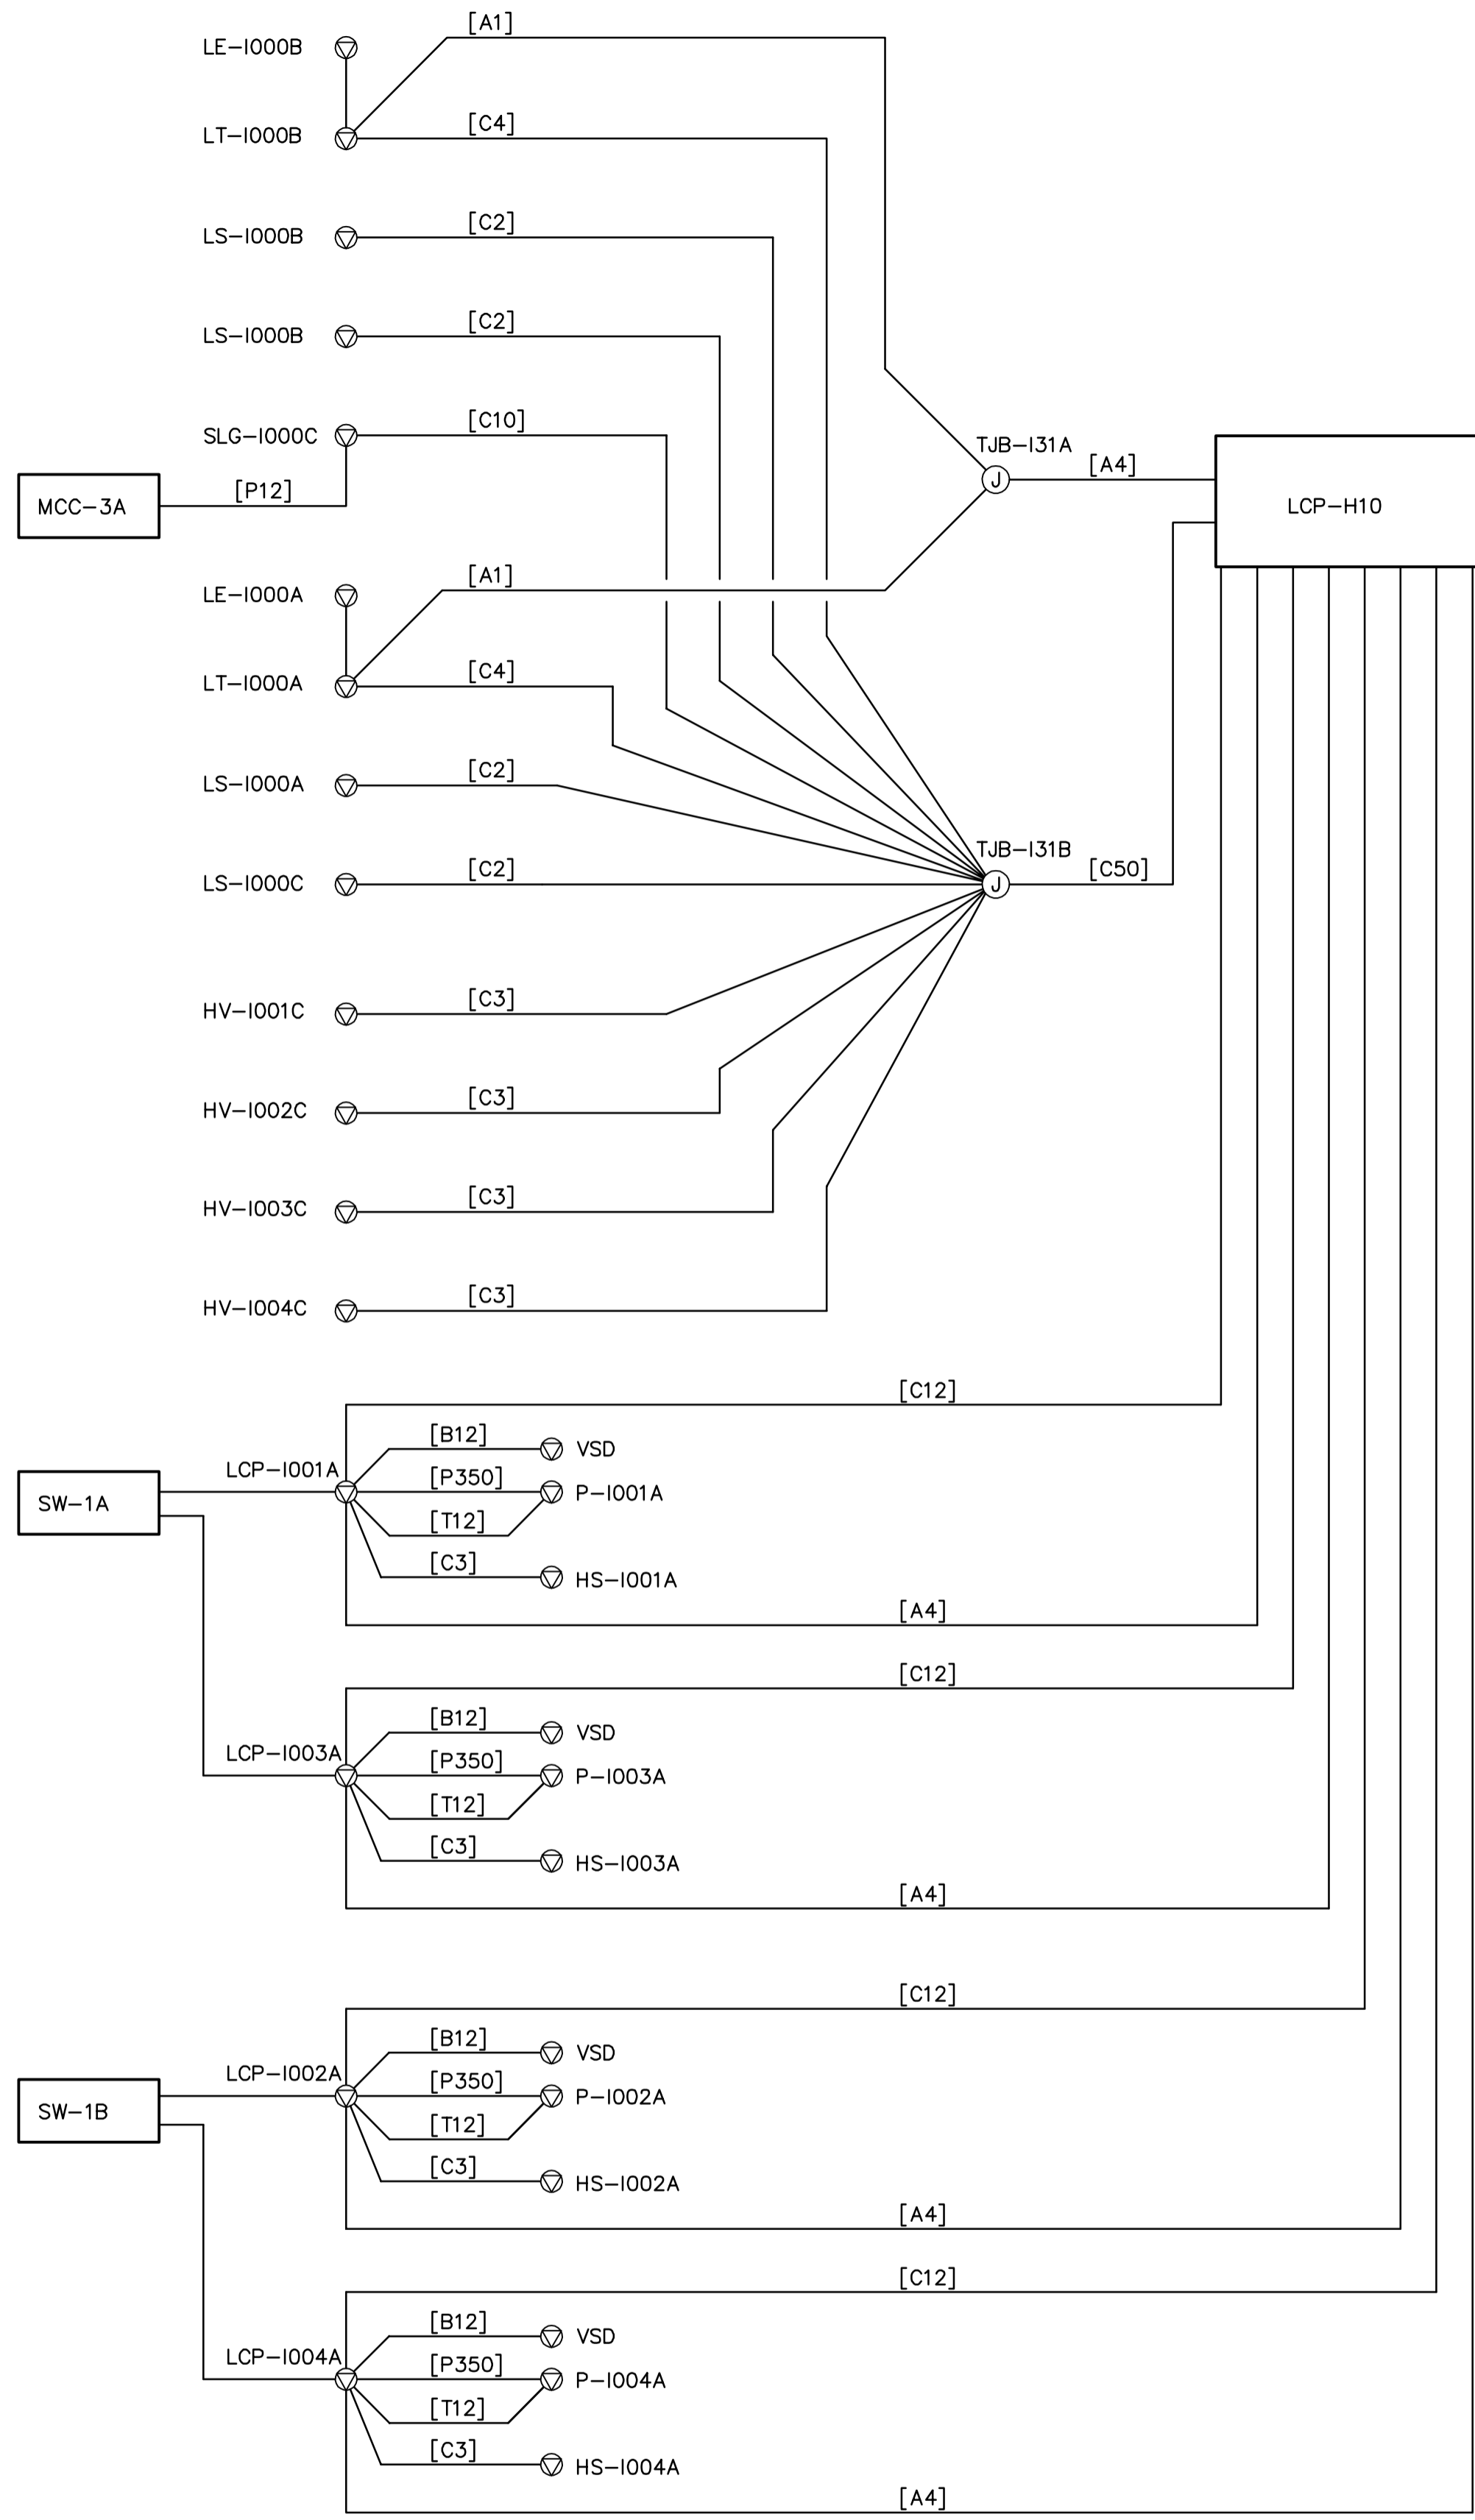 [A1]
LE-I000B
[C4]
LT-I000B
[C2]
LS-I000B
[C2]
LS-I000B
[C10]
SLG-I000C
TJB-I31A
[A4]
[P12]
MCC-3A
LCP-H10
[A1]
LE-I000A
[C4]
LT-I000A
[C2]
LS-I000A
TJB-I31B
[C2]
[C50]
LS-I000C
[C3]
HV-I001C
[C3]
HV-I002C
[C3]
HV-I003C
[C3]
HV-I004C
[C12]
[B12]
VSD
LCP-I001A
[P350]
P-I001A
SW-1A
[T12]
[C3]
HS-I001A
[A4]
[C12]
[B12]
VSD
LCP-I003A
[P350]
P-I003A
[T12]
[C3]
HS-I003A
[A4]
[C12]
[B12]
VSD
LCP-I002A
[P350]
P-I002A
SW-1B
[T12]
[C3]
HS-I002A
[A4]
[C12]
[B12]
VSD
LCP-I004A
[P350]
P-I004A
[T12]
[C3]
HS-I004A
[A4]